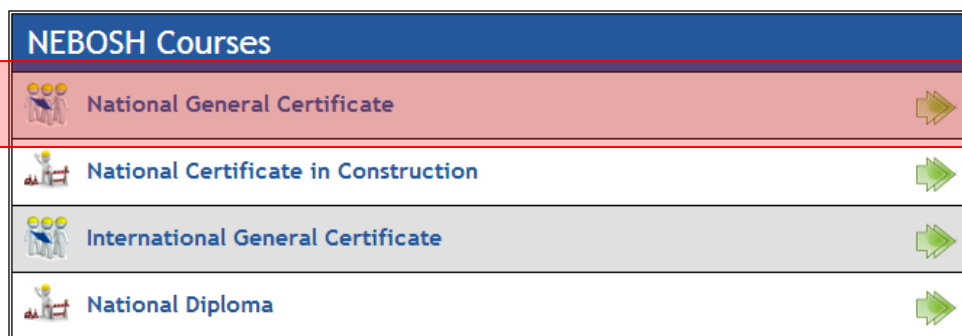 NEBOSH Courses
National General Certificate
National Certificate in Construction
International General Certificate
National Diploma